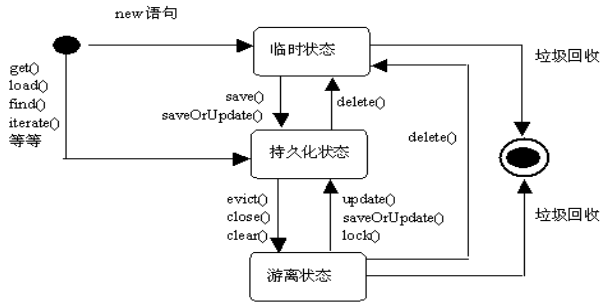 new语句
临时状态
垃圾回收
get()
load()
find()
iterate()
等等
save()
saveOrUpdate()
delete()
delete()
持久化状态
evict()
close()
clear()
update()
saveOrUpdate()
lock()
垃圾回收
游离状态